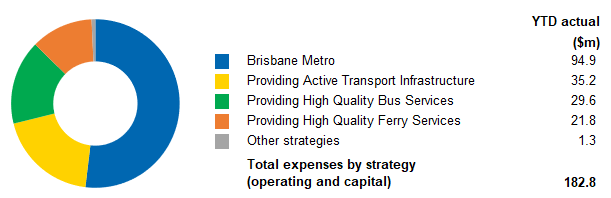 YTD actual
($m)
Brisbane Metro 94.9
Providing Active Transport Infrastructure 35.2
Providing High Quality Bus Services 29.6
Providing High Quality Ferry Services 21.8
Other strategies 1.3
Total expenses by strategy
(operating and capital) 182.8